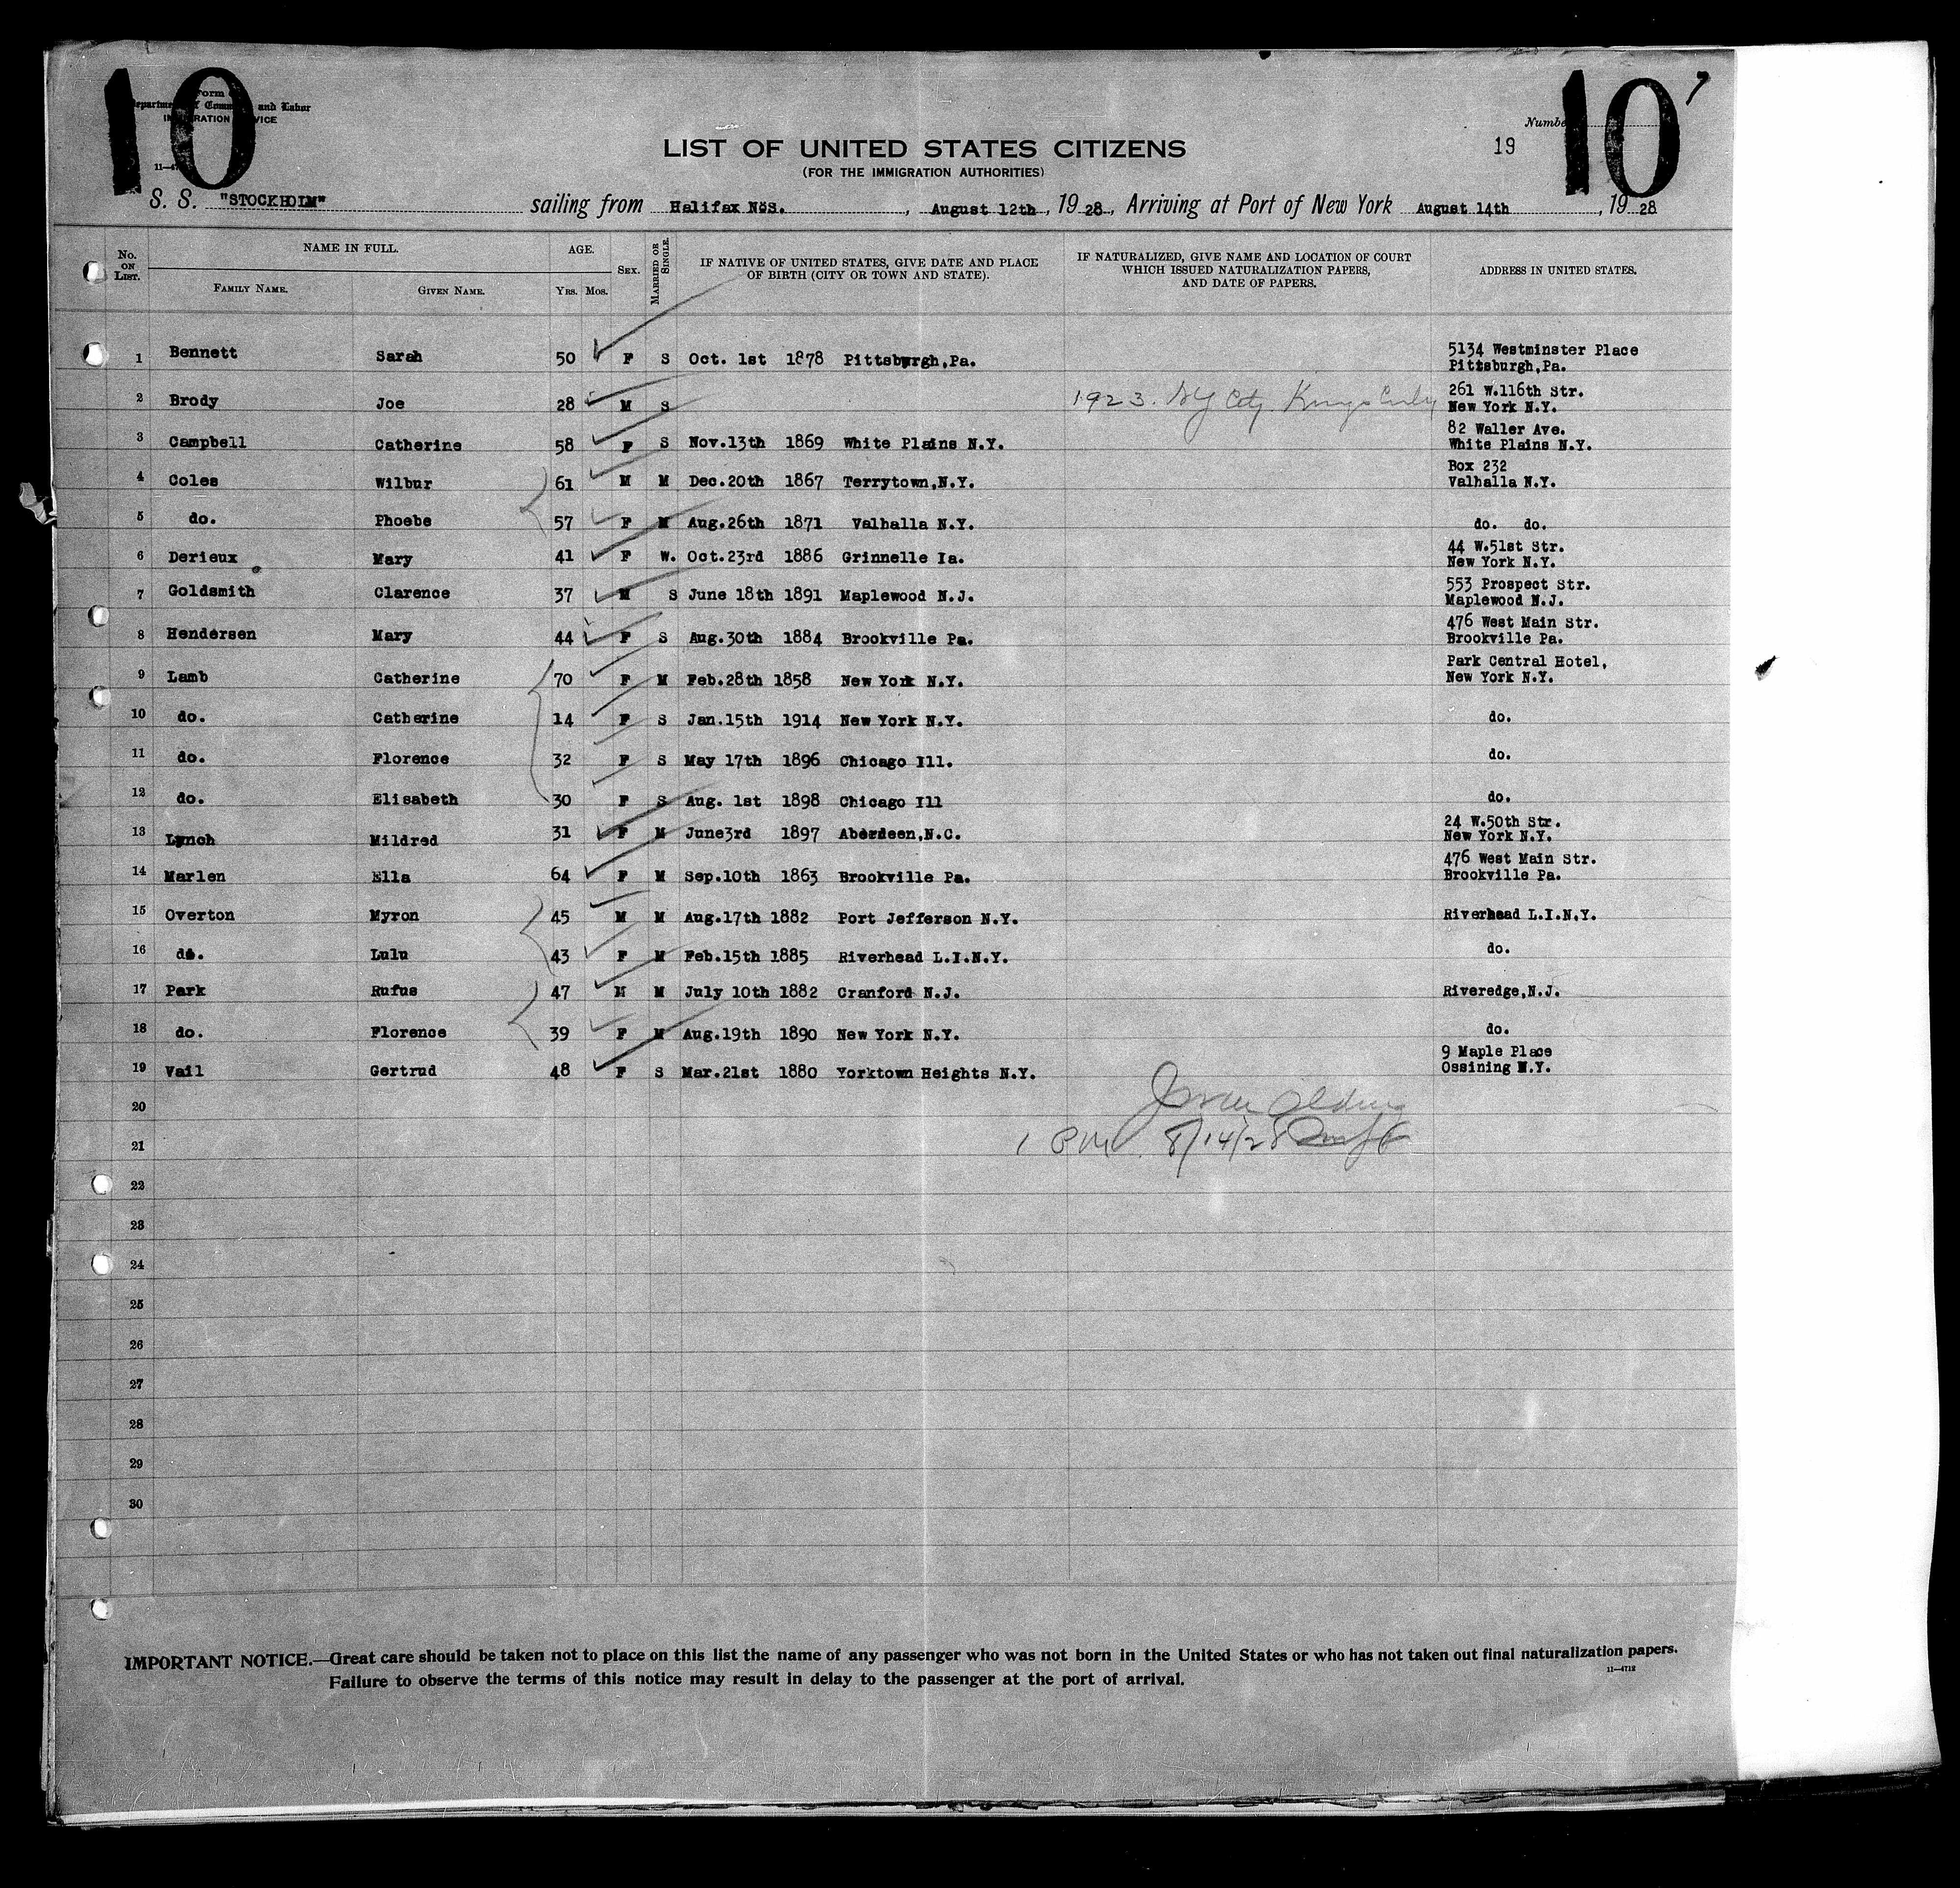 10
Form
Department of Commerce and Labor
IMMIGRATION SERVICE
10 7
Number
LIST OF UNITED STATES CITIZENS
19
(FOR THE IMMIGRATION AUTHORITIES)
S. S. "STOCKHOLM" sailing from Halifax NöS. , August 12th , 19 28 , Arriving at Port of New York August 14th , 19 28
No. ON LIST. NAME IN FULL. FAMILY NAME. GIVEN NAME. AGE. YRS. MOS. SEX. MARRIED OR SINGLE. IF NATIVE OF UNITED STATES, GIVE DATE AND PLACE OF BIRTH (CITY OR TOWN AND STATE). IF NATURALIZED, GIVE NAME AND LOCATION OF COURT WHICH ISSUED NATURALIZATION PAPERS, AND DATE OF PAPERS. ADDRESS IN UNITED STATES.
1 Bennett Sarah 50 F S Oct. 1st 1878 Pittsburgh,Pa. 5134 Westminster Place Pittsburgh,Pa.
2 Brody Joe 28 M S 1923. NY City. Kings 261 W.116th Str. New York N.Y.
3 Campbell Catherine 58 F S Nov.13th 1869 White Plains N.Y. 82 Waller Ave. White Plains N.Y.
4 Coles Wilbur 61 M M Dec.20th 1867 Terrytown,N.Y. Box 232 Valhalla N.Y.
5 do. Phoebe 57 F M Aug.26th 1871 Valhalla N.Y. do. do.
6 Derieux Mary 41 F W. Oct.23rd 1886 Grinnelle Ia. 44 W.51st Str. New York N.Y.
7 Goldsmith Clarence 37 M S June 18th 1891 Maplewood N.J. 553 Prospect Str. Maplewood N.J.
8 Hendersen Mary 44 F S Aug.30th 1884 Brookville Pa. 476 West Main Str. Brookville Pa.
9 Lamb Catherine 70 F M Feb.28th 1858 New York N.Y. Park Central Hotel, New York N.Y.
10 do. Catherine 14 F S Jan.15th 1914 New York N.Y. do.
11 do. Florence 32 F S May 17th 1896 Chicago Ill. do.
12 do. Elisabeth 30 F S Aug. 1st 1898 Chicago Ill do.
13 Lynch Mildred 31 F M June3rd 1897 Aberdeen,N.C. 24 W.50th Str. New York N.Y.
14 Marlen Ella 64 F M Sep.10th 1863 Brookville Pa. 476 West Main Str. Brookville Pa.
15 Overton Myron 45 M M Aug.17th 1882 Port Jefferson N.Y. Riverhead L.I.N.Y.
16 do. Lulu 43 F M Feb.15th 1885 Riverhead L.I.N.Y. do.
17 Park Rufus 47 M M July 10th 1882 Cranford N.J. Riveredge,N.J.
18 do. Florence 39 F M Aug.19th 1890 New York N.Y. do.
19 Vail Gertrud 48 F S Mar.21st 1880 Yorktown Heights N.Y. 9 Maple Place Ossining N.Y.
20
21 1 PM. 8/14/28
22
23
24
25
26
27
28
29
30
IMPORTANT NOTICE.—Great care should be taken not to place on this list the name of any passenger who was not born in the United States or who has not taken out final naturalization papers.
Failure to observe the terms of this notice may result in delay to the passenger at the port of arrival.
11—4712